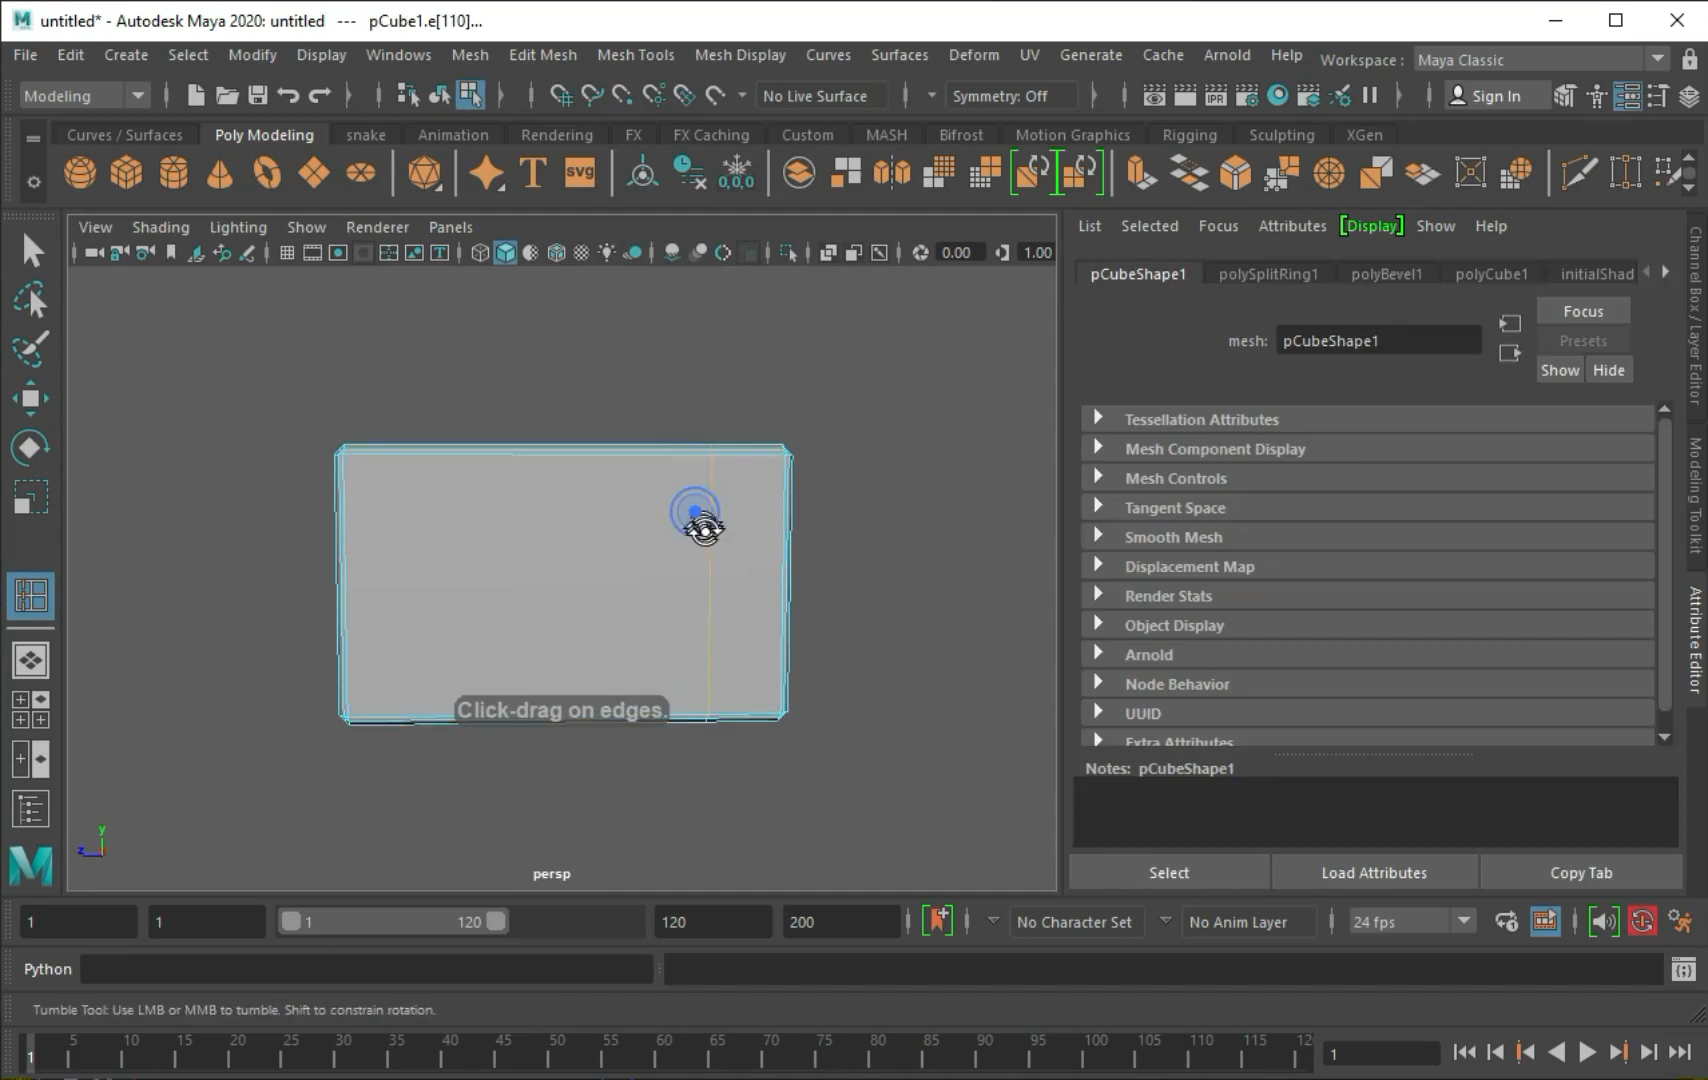 untitled* - Autodesk Maya 2020: untitled --- pCube1.e[110]...
File Edit Create Select Modify Display Windows Mesh Edit Mesh Mesh Tools Mesh Display Curves Surfaces Deform UV Generate Cache Arnold Help Workspace : Maya Classic
Modeling No Live Surface Symmetry: Off IPR Sign In
Curves / Surfaces Poly Modeling snake Animation Rendering FX FX Caching Custom MASH Bifrost Motion Graphics Rigging Sculpting XGen
T svg 0,0,0
View Shading Lighting Show Renderer Panels
0.00 1.00
List Selected Focus Attributes [Display] Show Help
pCubeShape1 polySplitRing1 polyBevel1 polyCube1 initialShad
Focus
mesh: pCubeShape1 Presets
Show Hide
Tessellation Attributes
Mesh Component Display
Mesh Controls
Tangent Space
Smooth Mesh
Displacement Map
Render Stats
Object Display
Arnold
Node Behavior
UUID
Extra Attributes
Notes: pCubeShape1
Select Load Attributes Copy Tab
Channel Box / Layer Editor
Modeling Toolkit
Attribute Editor
Click-drag on edges.
y
z
persp
1 1 1 120 120 200 No Character Set No Anim Layer 24 fps
Python
Tumble Tool: Use LMB or MMB to tumble. Shift to constrain rotation.
1 5 10 15 20 25 30 35 40 45 50 55 60 65 70 75 80 85 90 95 100 105 110 115 12 1